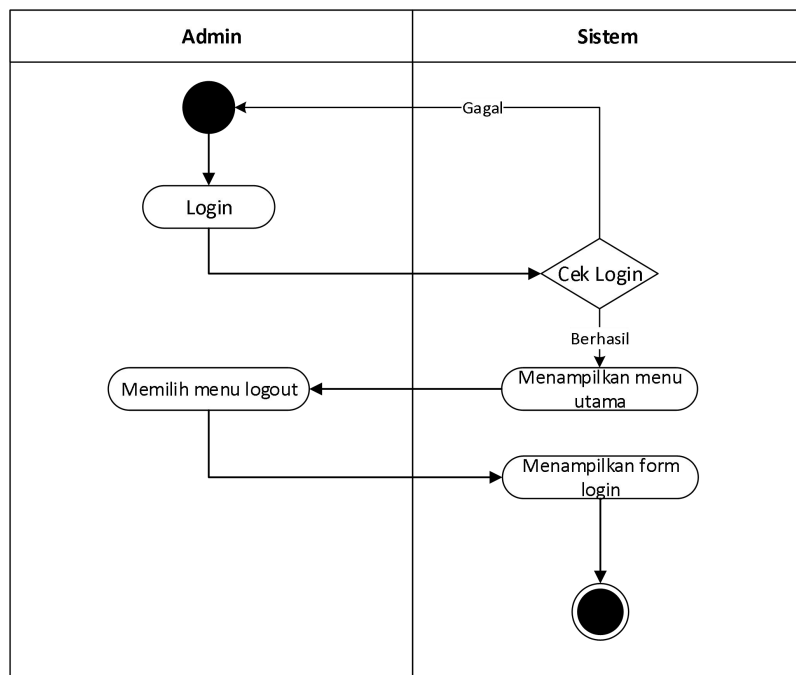 Admin
Sistem
Gagal
Login
Cek Login
Berhasil
Memilih menu logout
Menampilkan menu
utama
Menampilkan form
login